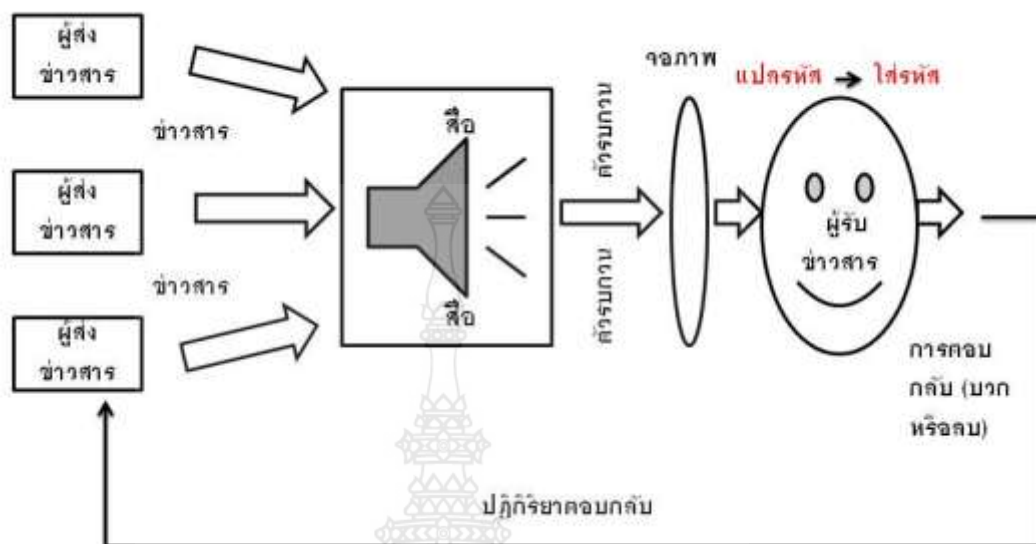 ผู้ส่ง
ข่าวสาร
ข่าวสาร
ผู้ส่ง
ข่าวสาร
ข่าวสาร
ผู้ส่ง
ข่าวสาร
สื่อ
สื่อ
ตัวรบกวน
ตัวรบกวน
จอภาพ
แปลรหัส
ใส่รหัส
ผู้รับ
ข่าวสาร
การตอบ
กลับ (บวก
หรือลบ)
ปฏิกิริยาตอบกลับ